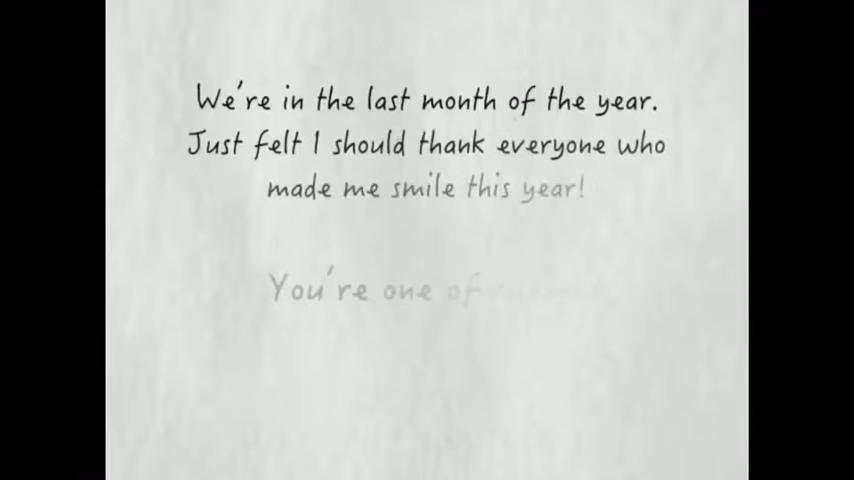 We're in the last month of the year.
Just felt I should thank everyone who
made me smile this year!
You're one of